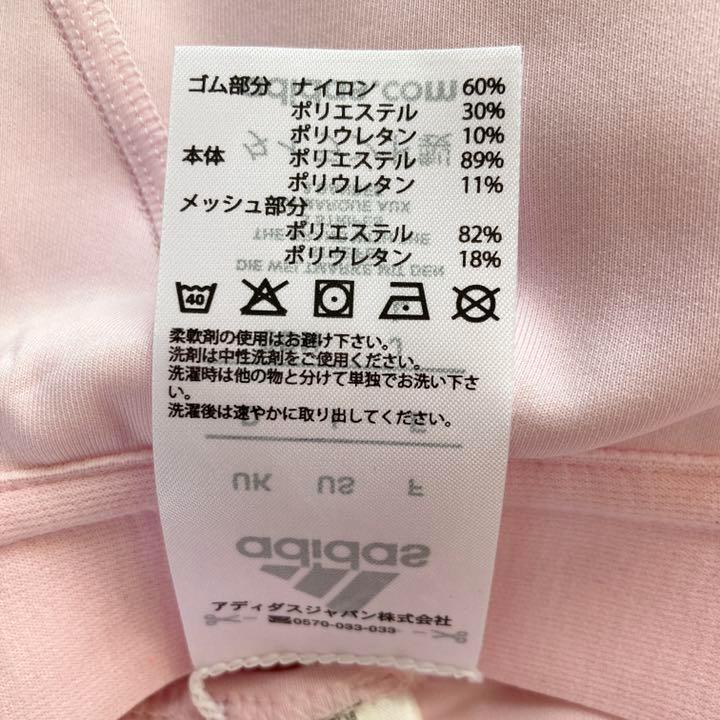 ゴム部分 ナイロン 60%
ポリエステル 30%
ポリウレタン 10%
本体 ポリエステル 89%
ポリウレタン 11%
メッシュ部分
ポリエステル 82%
ポリウレタン 18%
40
柔軟剤の使用はお避け下さい。
洗剤は中性洗剤をご使用ください。
洗濯時は他の物と分けて単独でお洗い下さ
い。
洗濯後は速やかに取り出してください。
UK US F
adidas
アディダスジャパン株式会社
0570-033-033